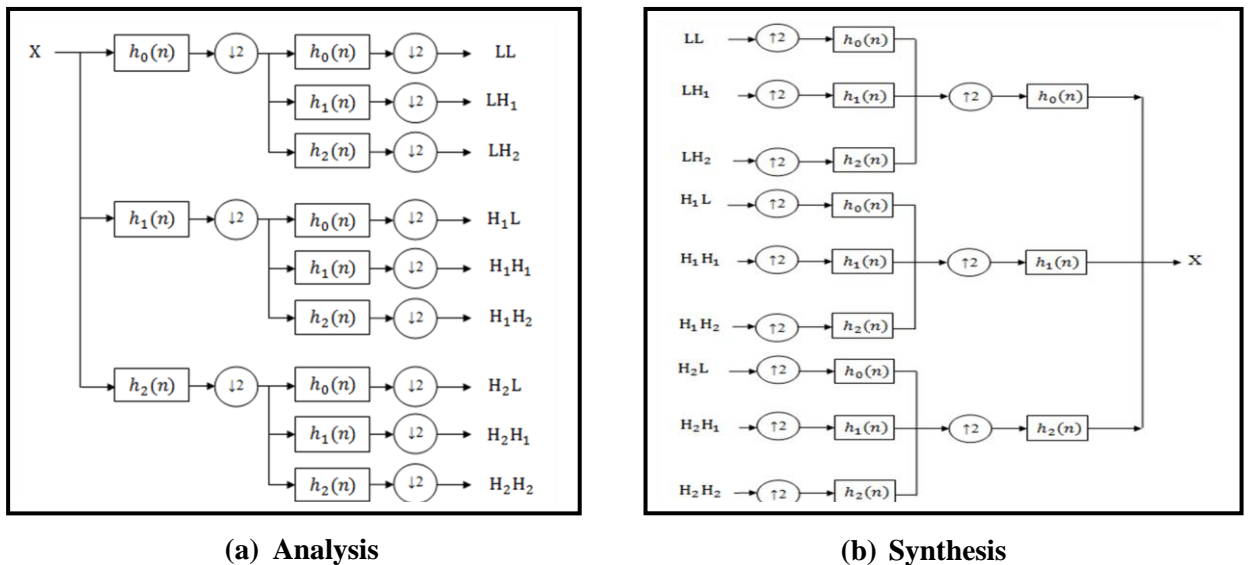 X h₀(n) ↓2 h₀(n) ↓2 LL
h₁(n) ↓2 LH₁
h₂(n) ↓2 LH₂
h₁(n) ↓2 h₀(n) ↓2 H₁L
h₁(n) ↓2 H₁H₁
h₂(n) ↓2 H₁H₂
h₂(n) ↓2 h₀(n) ↓2 H₂L
h₁(n) ↓2 H₂H₁
h₂(n) ↓2 H₂H₂
(a) Analysis
LL ↑2 h₀(n)
LH₁ ↑2 h₁(n) ↑2 h₀(n)
LH₂ ↑2 h₂(n)
H₁L ↑2 h₀(n)
H₁H₁ ↑2 h₁(n) ↑2 h₁(n) X
H₁H₂ ↑2 h₂(n)
H₂L ↑2 h₀(n)
H₂H₁ ↑2 h₁(n) ↑2 h₂(n)
H₂H₂ ↑2 h₂(n)
(b) Synthesis